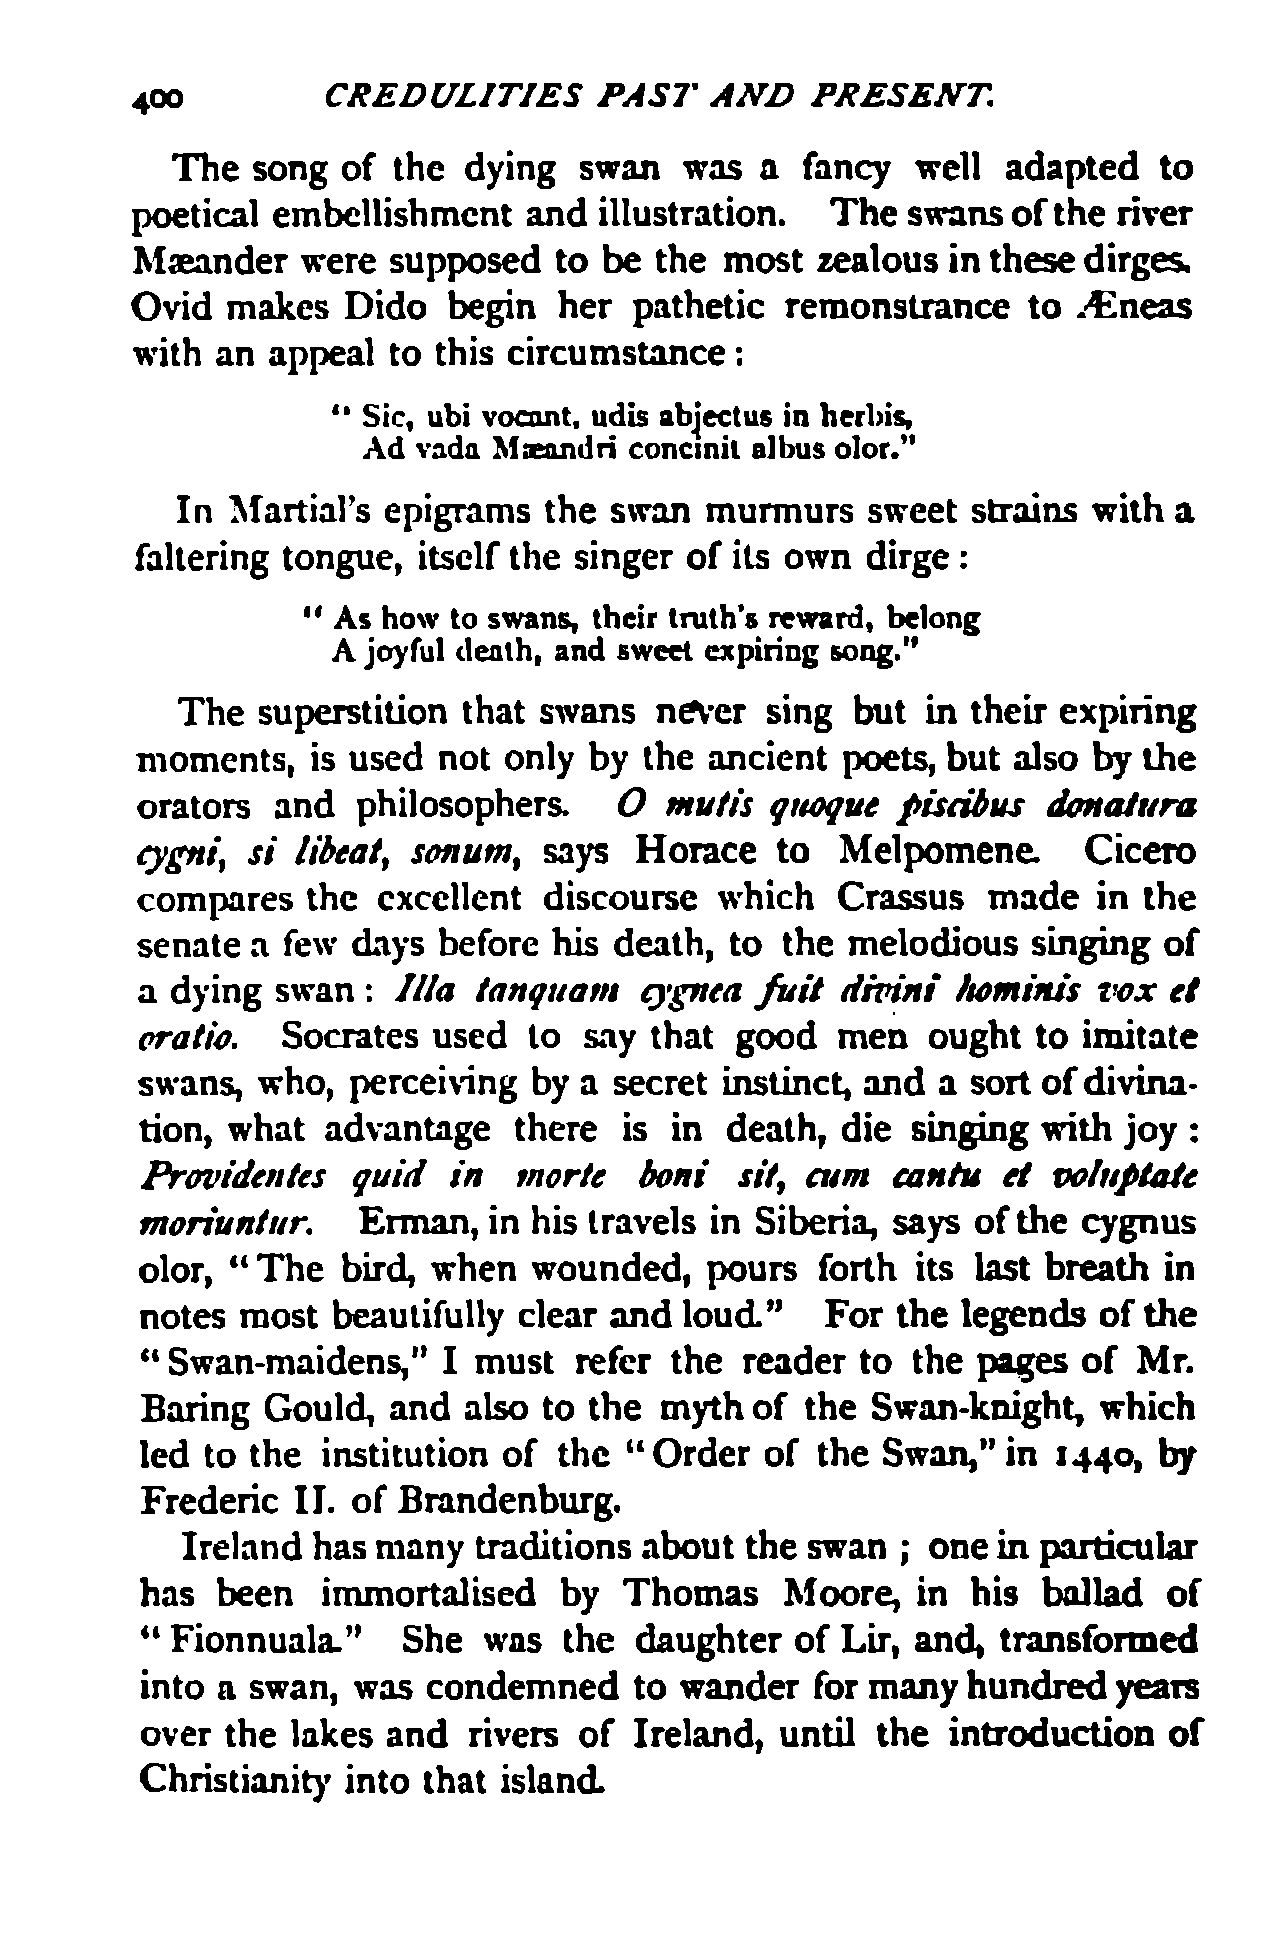 400 CREDULITIES PAST AND PRESENT.
The song of the dying swan was a fancy well adapted to
poetical embellishment and illustration. The swans of the river
Mæander were supposed to be the most zealous in these dirges.
Ovid makes Dido begin her pathetic remonstrance to Æneas
with an appeal to this circumstance :
" Sic, ubi vocant, udis abjectus in herbis,
Ad vada Mæandri concinit albus olor."
In Martial's epigrams the swan murmurs sweet strains with a
faltering tongue, itself the singer of its own dirge :
" As how to swans, their truth's reward, belong
A joyful death, and sweet expiring song."
The superstition that swans never sing but in their expiring
moments, is used not only by the ancient poets, but also by the
orators and philosophers. O mutis quoque piscibus donatura
cygni, si libeat, sonum, says Horace to Melpomene. Cicero
compares the excellent discourse which Crassus made in the
senate a few days before his death, to the melodious singing of
a dying swan : Illa tanquam cygnea fuit divini hominis vox et
oratio. Socrates used to say that good men ought to imitate
swans, who, perceiving by a secret instinct, and a sort of divina-
tion, what advantage there is in death, die singing with joy :
Providentes quid in morte boni sit, cum cantu et voluptate
moriuntur. Erman, in his travels in Siberia, says of the cygnus
olor, " The bird, when wounded, pours forth its last breath in
notes most beautifully clear and loud." For the legends of the
" Swan-maidens," I must refer the reader to the pages of Mr.
Baring Gould, and also to the myth of the Swan-knight, which
led to the institution of the " Order of the Swan," in 1440, by
Frederic II. of Brandenburg.
Ireland has many traditions about the swan ; one in particular
has been immortalised by Thomas Moore, in his ballad of
" Fionnuala." She was the daughter of Lir, and, transformed
into a swan, was condemned to wander for many hundred years
over the lakes and rivers of Ireland, until the introduction of
Christianity into that island.